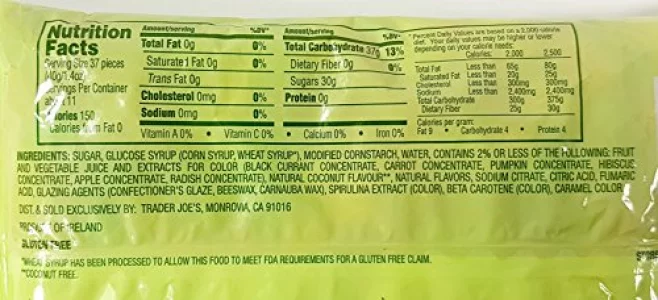 Nutrition
Facts
Serving Size 37 pieces
(40g/1.4oz)
Servings Per Container
about 11
Calories 150
Calories from Fat 0
Amount/serving %DV*
Total Fat 0g 0%
Saturated Fat 0g 0%
Trans Fat 0g
Cholesterol 0mg 0%
Sodium 0mg 0%
Amount/serving %DV*
Total Carbohydrate 37g 13%
Dietary Fiber 0g 0%
Sugars 30g
Protein 0g
Vitamin A 0% • Vitamin C 0% • Calcium 0% • Iron 0%
* Percent Daily Values are based on a 2,000-calorie
diet. Your daily values may be higher or lower
depending on your calorie needs:
Calories: 2,000 2,500
Total Fat Less than 65g 80g
Saturated Fat Less than 20g 25g
Cholesterol Less than 300mg 300mg
Sodium Less than 2,400mg 2,400mg
Total Carbohydrate 300g 375g
Dietary Fiber 25g 30g
Calories per gram:
Fat 9 • Carbohydrate 4 • Protein 4
INGREDIENTS: SUGAR, GLUCOSE SYRUP (CORN SYRUP, WHEAT SYRUP*), MODIFIED CORNSTARCH, WATER, CONTAINS 2% OR LESS OF THE FOLLOWING: FRUIT
AND VEGETABLE JUICE AND EXTRACTS FOR COLOR (BLACK CURRANT CONCENTRATE, CARROT CONCENTRATE, PUMPKIN CONCENTRATE, HIBISCUS
CONCENTRATE, APPLE CONCENTRATE, RADISH CONCENTRATE), NATURAL COCONUT FLAVOUR**, NATURAL FLAVORS, SODIUM CITRATE, CITRIC ACID, FUMARIC
ACID, GLAZING AGENTS (CONFECTIONER'S GLAZE, BEESWAX, CARNAUBA WAX), SPIRULINA EXTRACT (COLOR), BETA CAROTENE (COLOR), CARAMEL COLOR.
DIST. & SOLD EXCLUSIVELY BY: TRADER JOE'S, MONROVIA, CA 91016
PRODUCT OF IRELAND
GLUTEN FREE
*WHEAT SYRUP HAS BEEN PROCESSED TO ALLOW THIS FOOD TO MEET FDA REQUIREMENTS FOR A GLUTEN FREE CLAIM.
**COCONUT FREE.